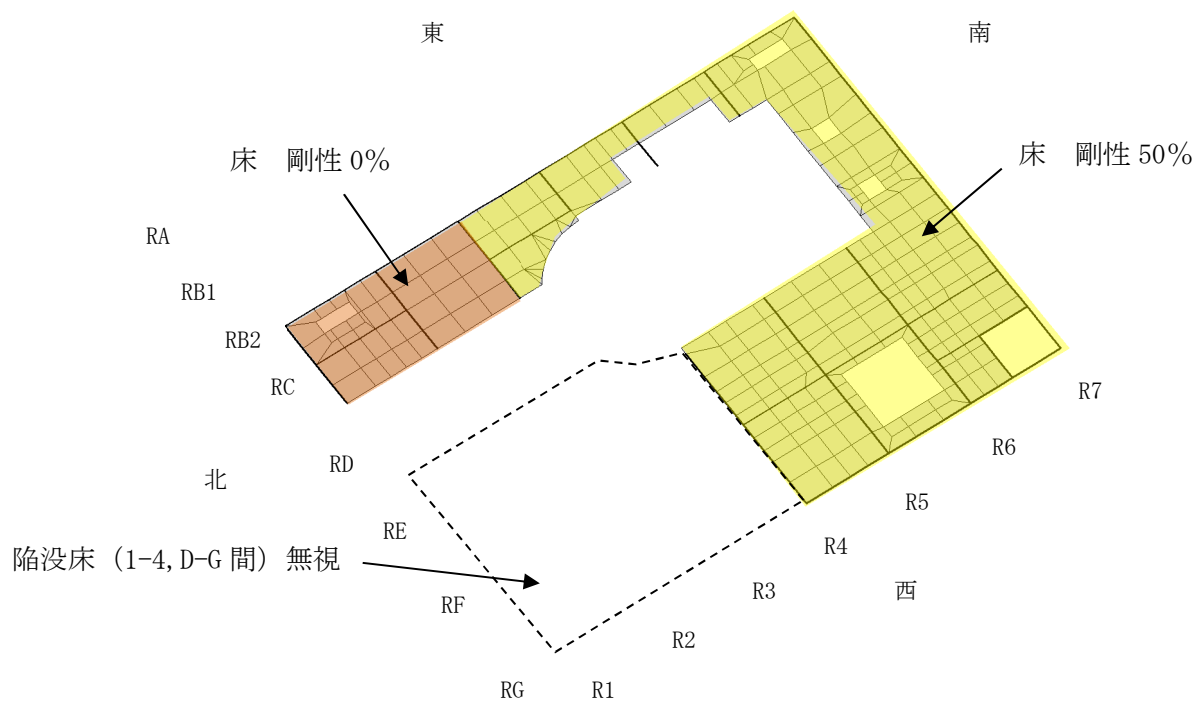 東
南
床　剛性 0%
床　剛性 50%
RA
RB1
RB2
RC
RD
RE
RF
RG
北
陥没床（1-4, D-G 間）無視
R7
R6
R5
R4
R3
R2
R1
西